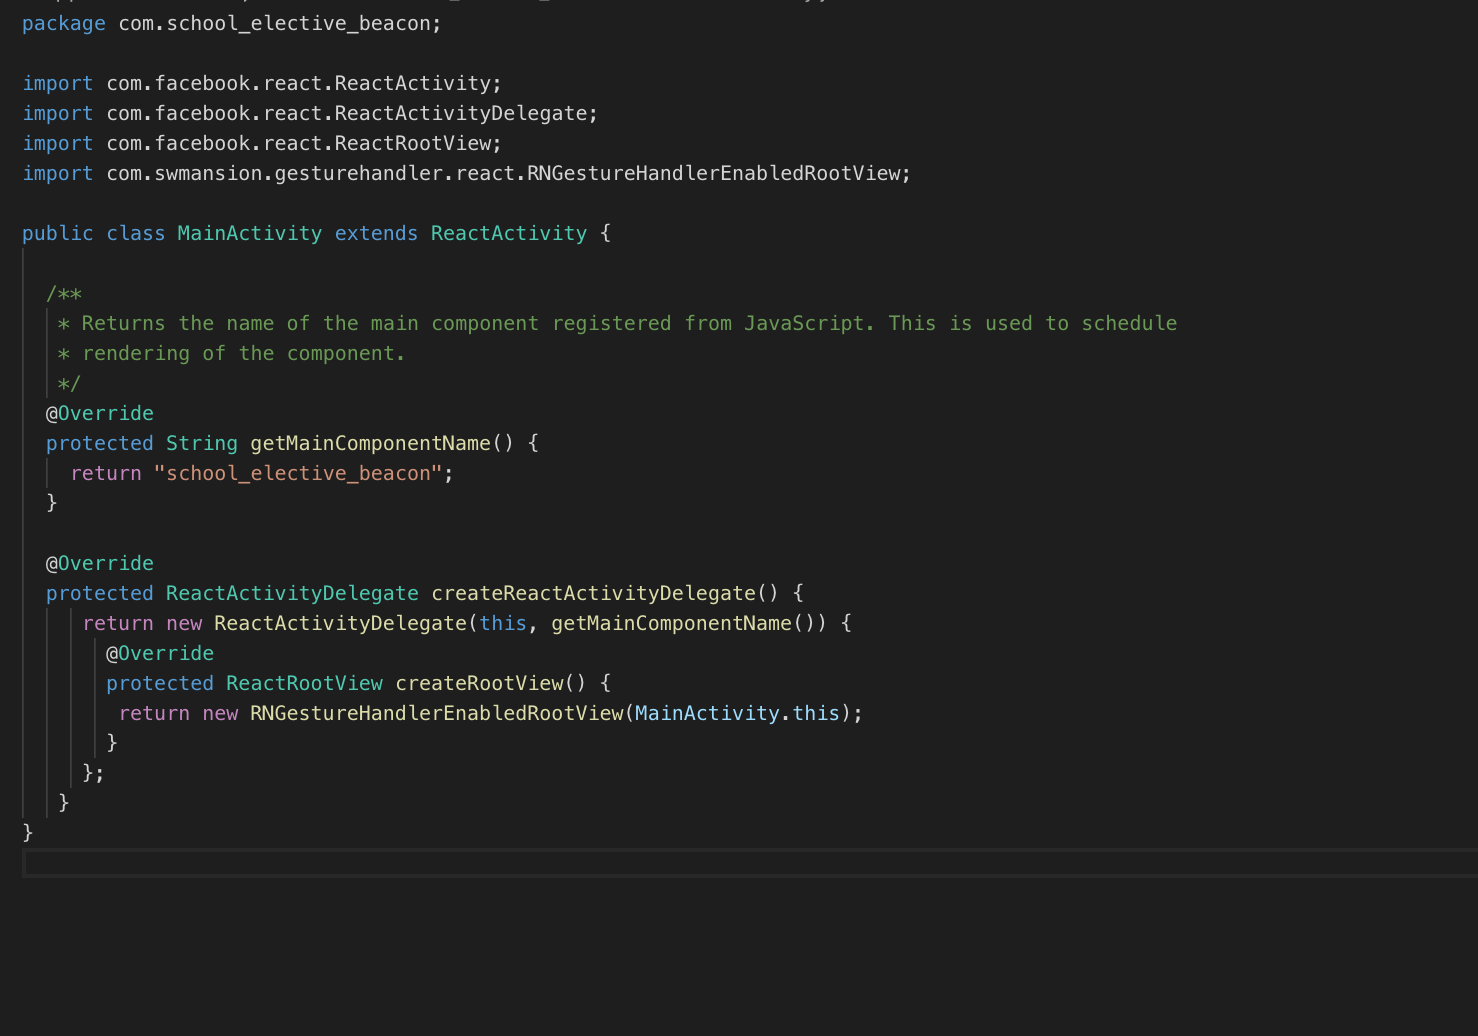 package com.school_elective_beacon;
import com.facebook.react.ReactActivity;
import com.facebook.react.ReactActivityDelegate;
import com.facebook.react.ReactRootView;
import com.swmansion.gesturehandler.react.RNGestureHandlerEnabledRootView;
public class MainActivity extends ReactActivity {
/**
* Returns the name of the main component registered from JavaScript. This is used to schedule
* rendering of the component.
*/
@Override
protected String getMainComponentName() {
return "school_elective_beacon";
}
@Override
protected ReactActivityDelegate createReactActivityDelegate() {
return new ReactActivityDelegate(this, getMainComponentName()) {
@Override
protected ReactRootView createRootView() {
return new RNGestureHandlerEnabledRootView(MainActivity.this);
}
};
}
}